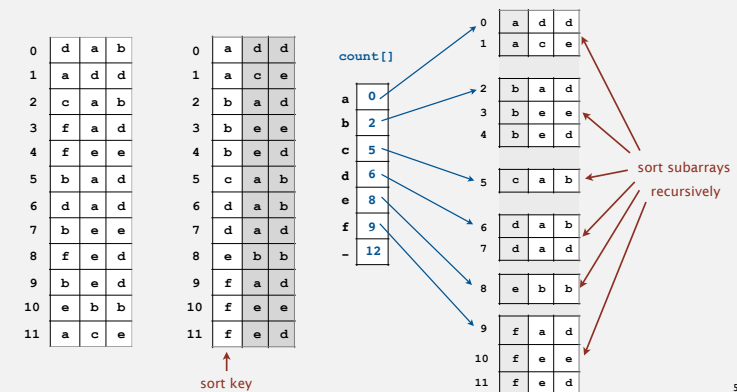 0 d a b
1 a d d
2 c a b
3 f a d
4 f e e
5 b a d
6 d a d
7 b e e
8 f e d
9 b e d
10 e b b
11 a c e
0 a d d
1 a c e
2 b a d
3 b e e
4 b e d
5 c a b
6 d a b
7 d a d
8 e b b
9 f a d
10 f e e
11 f e d
sort key
count[]
a 0
b 2
c 5
d 6
e 8
f 9
- 12
0 a d d
1 a c e
2 b a d
3 b e e
4 b e d
5 c a b
6 d a b
7 d a d
8 e b b
9 f a d
10 f e e
11 f e d
sort subarrays
recursively